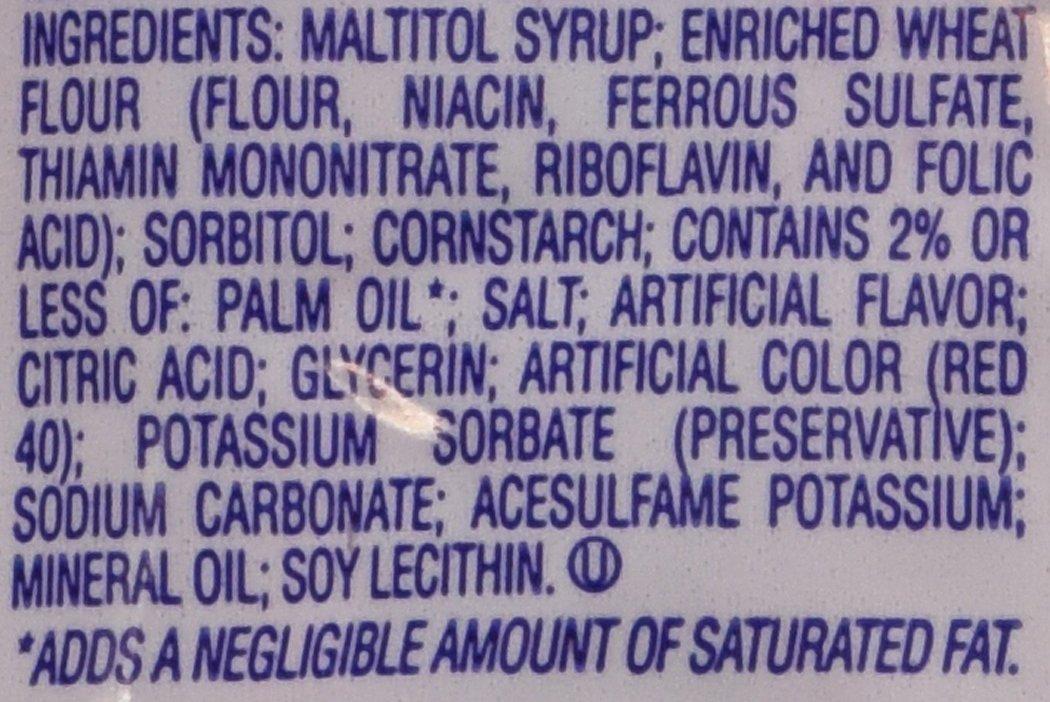 INGREDIENTS: MALTITOL SYRUP; ENRICHED WHEAT
FLOUR (FLOUR, NIACIN, FERROUS SULFATE,
THIAMIN MONONITRATE, RIBOFLAVIN, AND FOLIC
ACID); SORBITOL; CORNSTARCH; CONTAINS 2% OR
LESS OF: PALM OIL*; SALT; ARTIFICIAL FLAVOR;
CITRIC ACID; GLYCERIN; ARTIFICIAL COLOR (RED
40); POTASSIUM SORBATE (PRESERVATIVE);
SODIUM CARBONATE; ACESULFAME POTASSIUM;
MINERAL OIL; SOY LECITHIN. Ⓤ
*ADDS A NEGLIGIBLE AMOUNT OF SATURATED FAT.